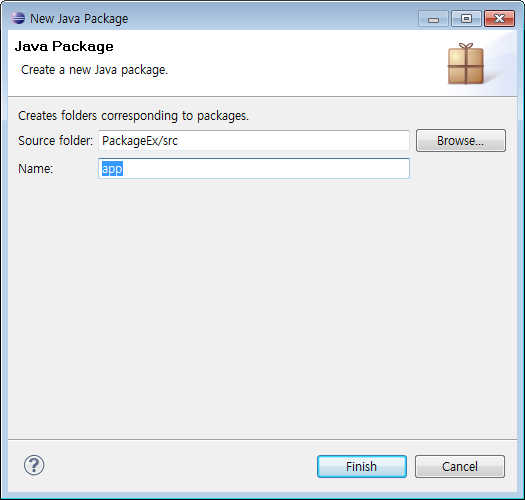 New Java Package
Java Package
Create a new Java package.
Creates folders corresponding to packages.
Source folder: PackageEx/src Browse...
Name: app
? Finish Cancel